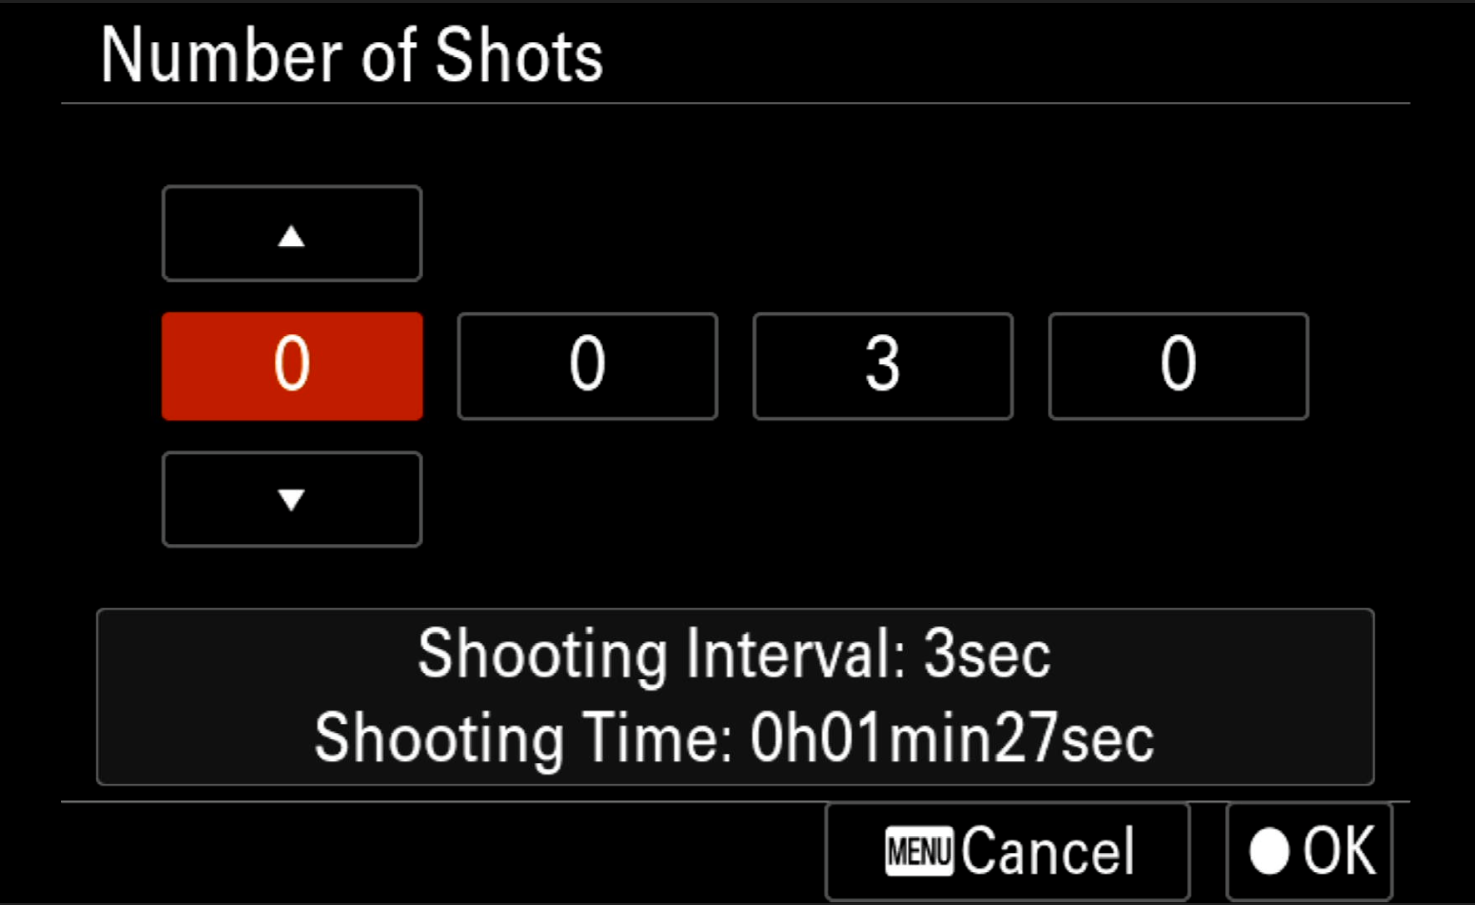 Number of Shots
▲
0 0 3 0
▼
Shooting Interval: 3sec
Shooting Time: 0h01min27sec
MENU Cancel ● OK